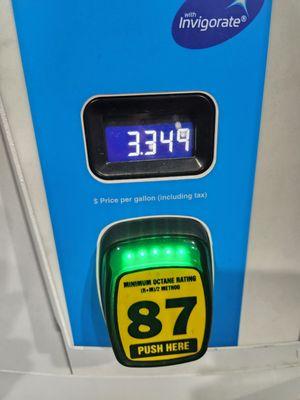 with
Invigorate®
3.349
$ Price per gallon (including tax)
MINIMUM OCTANE RATING
(R+M)/2 METHOD
87
PUSH HERE